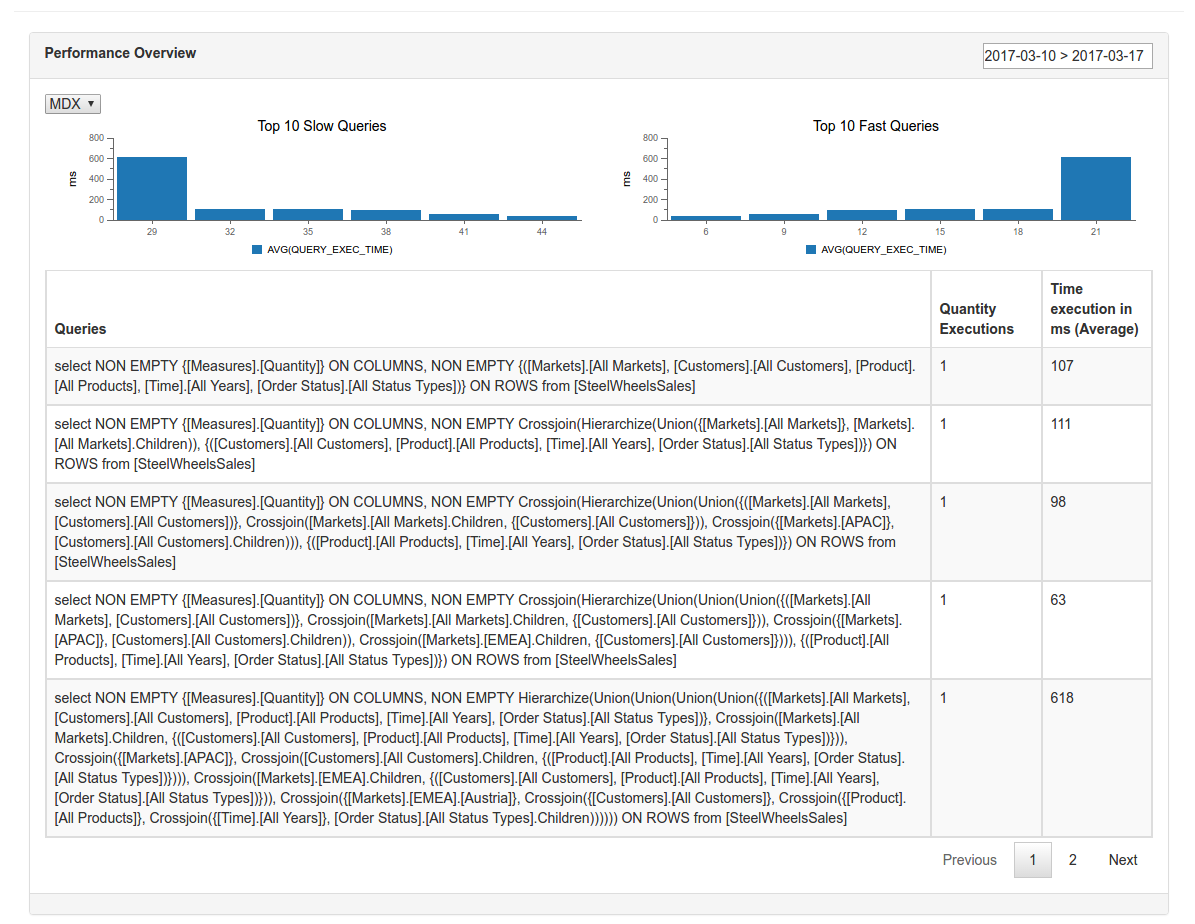 Performance Overview
2017-03-10 > 2017-03-17
MDX ▼
Top 10 Slow Queries
800
600
400
200
0
ms
29 32 35 38 41 44
AVG(QUERY_EXEC_TIME)
Top 10 Fast Queries
800
600
400
200
0
ms
6 9 12 15 18 21
AVG(QUERY_EXEC_TIME)
Queries
Quantity
Executions
Time
execution in
ms (Average)
select NON EMPTY {[Measures].[Quantity]} ON COLUMNS, NON EMPTY {([Markets].[All Markets], [Customers].[All Customers], [Product].
[All Products], [Time].[All Years], [Order Status].[All Status Types])} ON ROWS from [SteelWheelsSales]
1
107
select NON EMPTY {[Measures].[Quantity]} ON COLUMNS, NON EMPTY Crossjoin(Hierarchize(Union({[Markets].[All Markets]}, [Markets].
[All Markets].Children)), {([Customers].[All Customers], [Product].[All Products], [Time].[All Years], [Order Status].[All Status Types])}) ON
ROWS from [SteelWheelsSales]
1
111
select NON EMPTY {[Measures].[Quantity]} ON COLUMNS, NON EMPTY Crossjoin(Hierarchize(Union(Union({([Markets].[All Markets],
[Customers].[All Customers])}, Crossjoin([Markets].[All Markets].Children, {[Customers].[All Customers]})), Crossjoin({[Markets].[APAC]},
[Customers].[All Customers].Children))), {([Product].[All Products], [Time].[All Years], [Order Status].[All Status Types])}) ON ROWS from
[SteelWheelsSales]
1
98
select NON EMPTY {[Measures].[Quantity]} ON COLUMNS, NON EMPTY Crossjoin(Hierarchize(Union(Union(Union({([Markets].[All
Markets], [Customers].[All Customers])}, Crossjoin([Markets].[All Markets].Children, {[Customers].[All Customers]})), Crossjoin({[Markets].
[APAC]}, [Customers].[All Customers].Children)), Crossjoin([Markets].[EMEA].Children, {[Customers].[All Customers]}))), {([Product].[All
Products], [Time].[All Years], [Order Status].[All Status Types])}) ON ROWS from [SteelWheelsSales]
1
63
select NON EMPTY {[Measures].[Quantity]} ON COLUMNS, NON EMPTY Hierarchize(Union(Union(Union(Union({([Markets].[All Markets],
[Customers].[All Customers], [Product].[All Products], [Time].[All Years], [Order Status].[All Status Types])}, Crossjoin([Markets].[All
Markets].Children, {([Customers].[All Customers], [Product].[All Products], [Time].[All Years], [Order Status].[All Status Types])})),
Crossjoin({[Markets].[APAC]}, Crossjoin([Customers].[All Customers].Children, {([Product].[All Products], [Time].[All Years], [Order Status].
[All Status Types])}))), Crossjoin([Markets].[EMEA].Children, {([Customers].[All Customers], [Product].[All Products], [Time].[All Years],
[Order Status].[All Status Types])})), Crossjoin({[Markets].[EMEA].[Austria]}, Crossjoin({[Customers].[All Customers]}, Crossjoin({[Product].
[All Products]}, Crossjoin({[Time].[All Years]}, [Order Status].[All Status Types].Children)))))) ON ROWS from [SteelWheelsSales]
1
618
Previous 1 2 Next